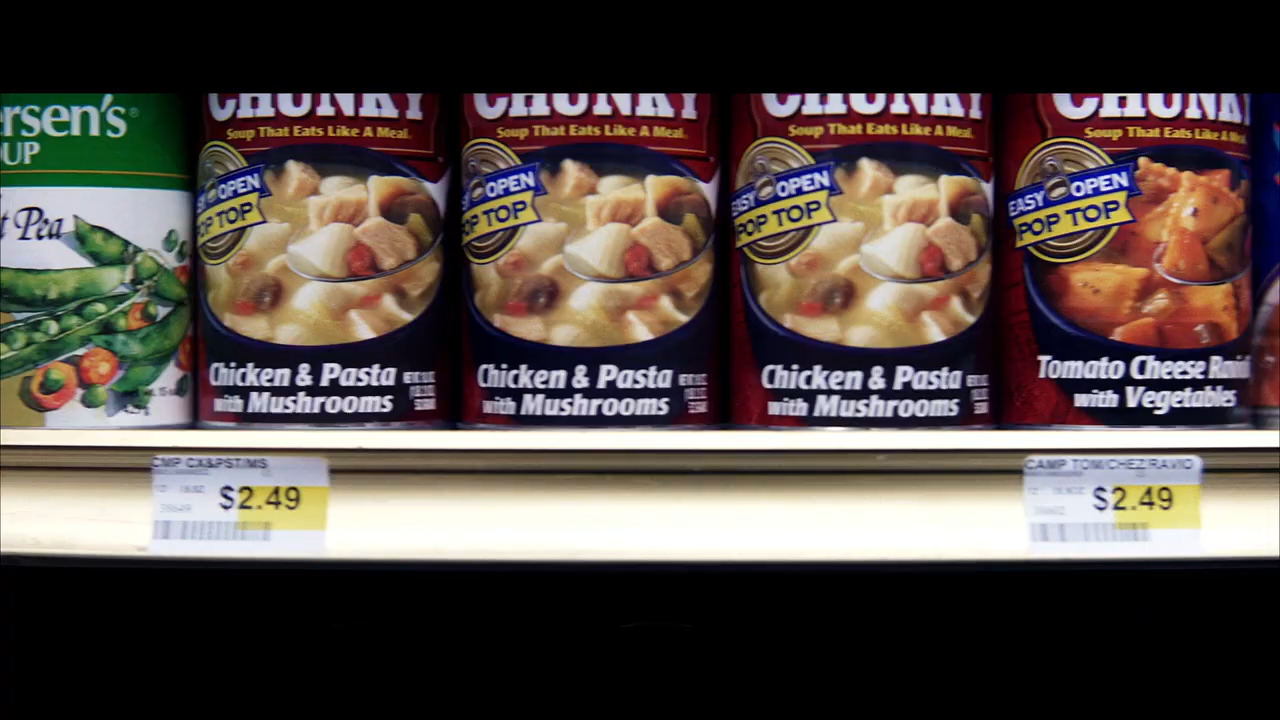 ersen's®
OUP
t Pea
CHUNKY
Soup That Eats Like A Meal.
EASY OPEN
POP TOP
Chicken & Pasta
with Mushrooms
CHUNKY
Soup That Eats Like A Meal.
EASY OPEN
POP TOP
Chicken & Pasta
with Mushrooms
CHUNKY
Soup That Eats Like A Meal.
EASY OPEN
POP TOP
Chicken & Pasta
with Mushrooms
CHUNKY
Soup That Eats Like A Me
EASY OPEN
POP TOP
Tomato Cheese Ravi
with Vegetables
CMP CX&PST/MS
$2.49
CAMP TOM/CHEZ/RAVIO
$2.49